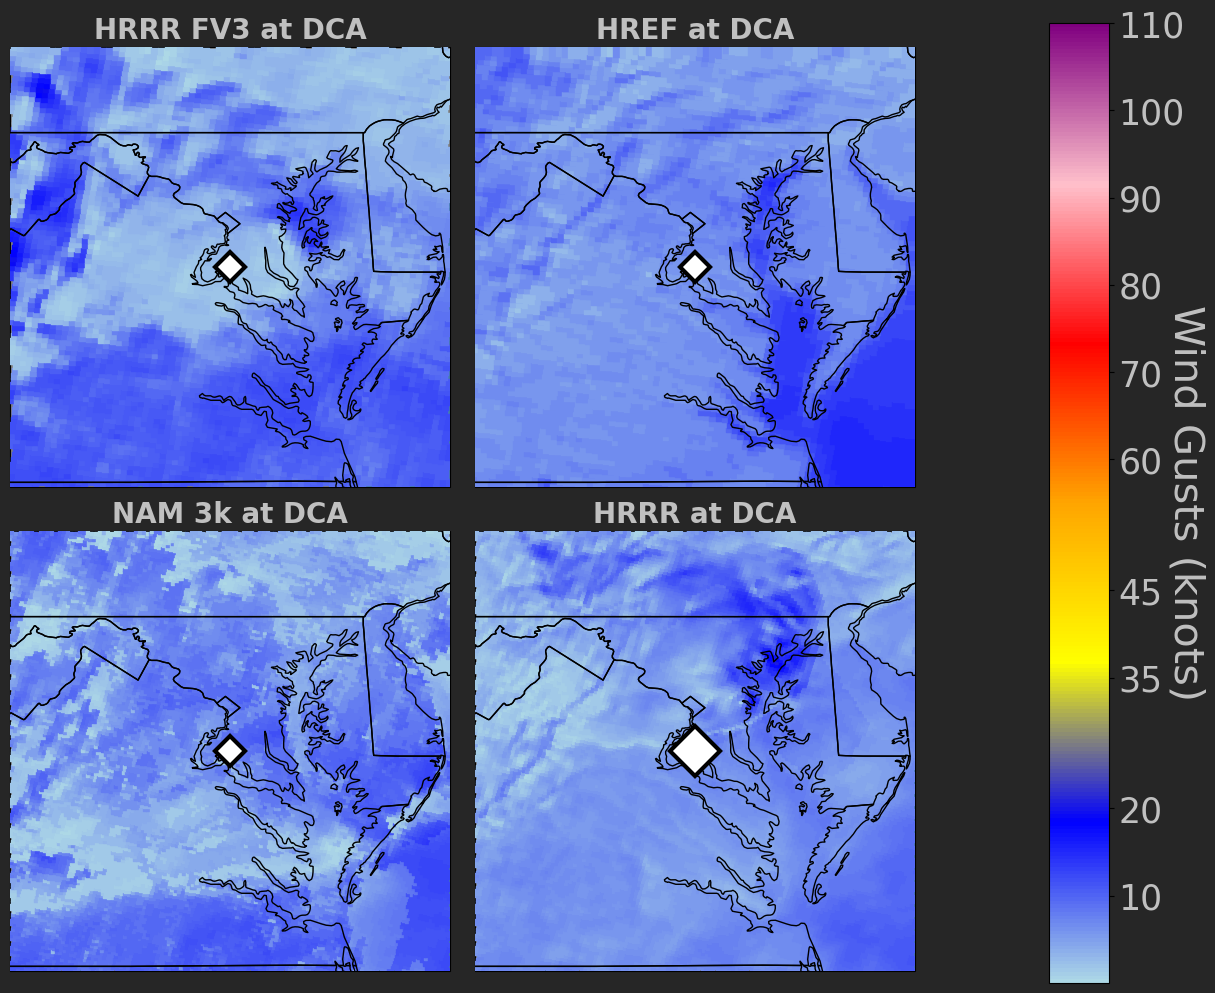 HRRR FV3 at DCA
HREF at DCA
NAM 3k at DCA
HRRR at DCA
110
100
90
80
70
60
45
35
20
10
Wind Gusts (knots)